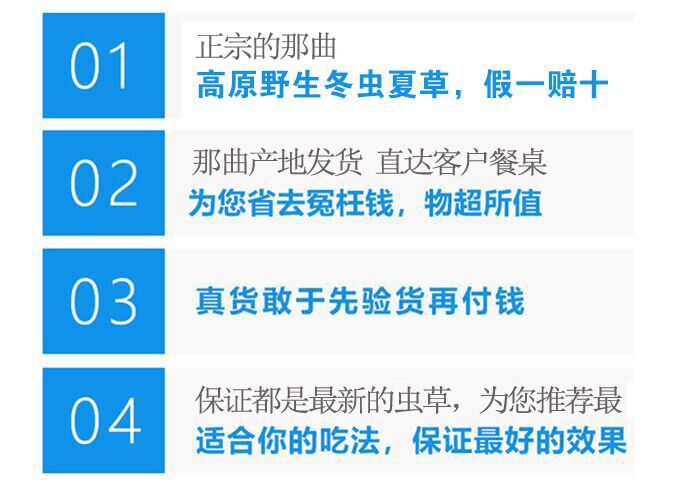 01
正宗的那曲
高原野生冬虫夏草，假一赔十
02
那曲产地发货 直达客户餐桌
为您省去冤枉钱，物超所值
03
真货敢于先验货再付钱
04
保证都是最新的虫草，为您推荐最
适合你的吃法，保证最好的效果